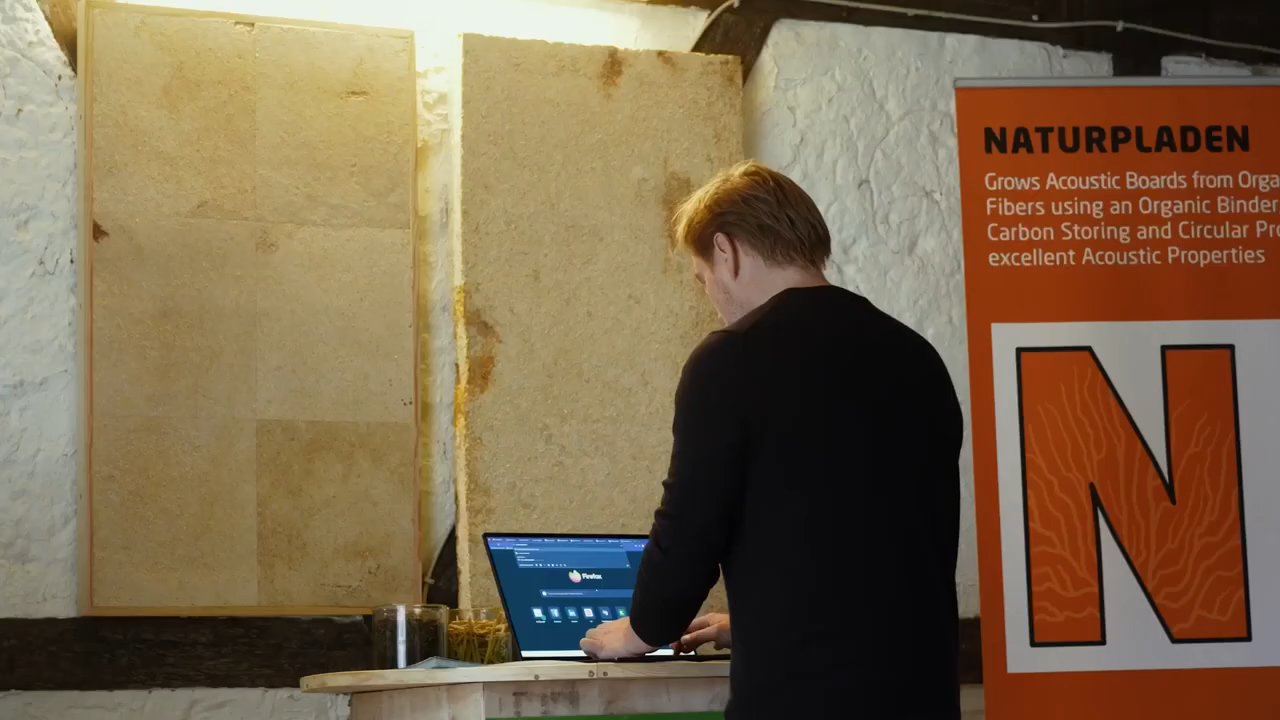 NATURPLADEN
Grows Acoustic Boards from Orga
Fibers using an Organic Binder
Carbon Storing and Circular Pro
excellent Acoustic Properties
N
Firefox